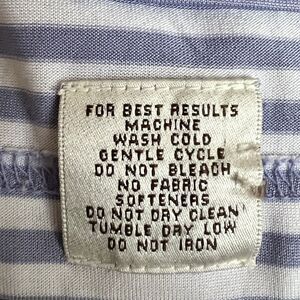 FOR BEST RESULTS
MACHINE
WASH COLD
GENTLE CYCLE
DO NOT BLEACH
NO FABRIC
SOFTENERS
DO NOT DRY CLEAN
TUMBLE DRY LOW
DO NOT IRON